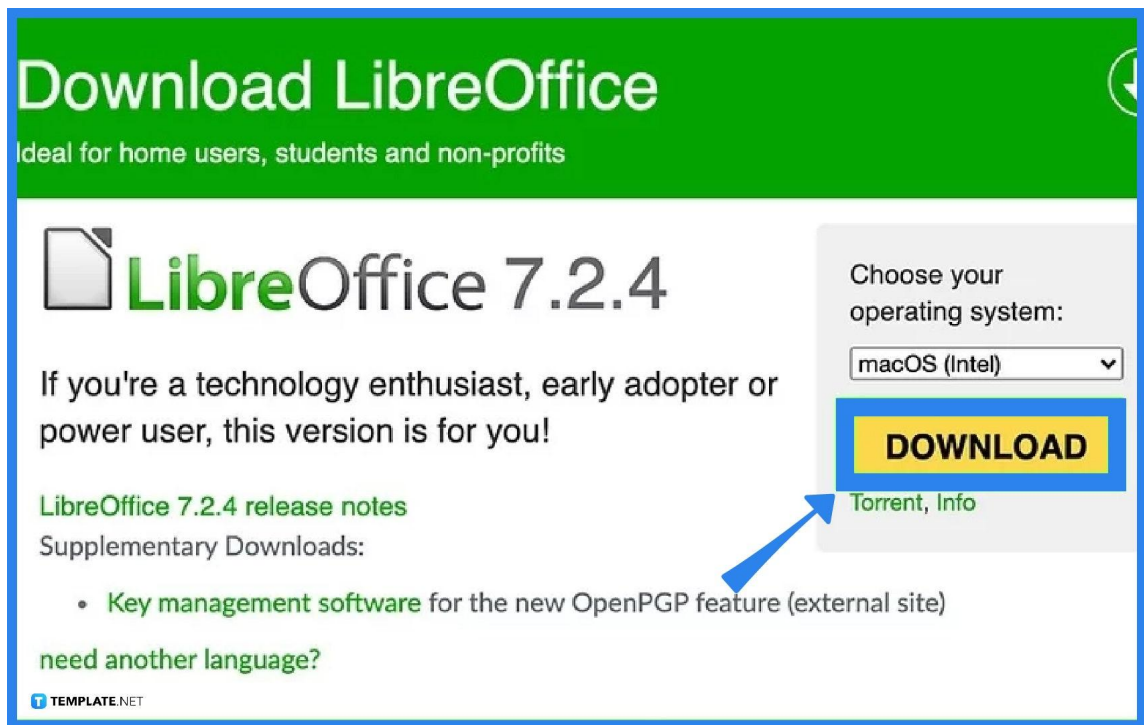 Download LibreOffice
Ideal for home users, students and non-profits
LibreOffice 7.2.4
If you're a technology enthusiast, early adopter or
power user, this version is for you!
LibreOffice 7.2.4 release notes
Supplementary Downloads:
• Key management software for the new OpenPGP feature (external site)
need another language?
Choose your
operating system:
macOS (Intel)
DOWNLOAD
Torrent, Info
T TEMPLATE.NET